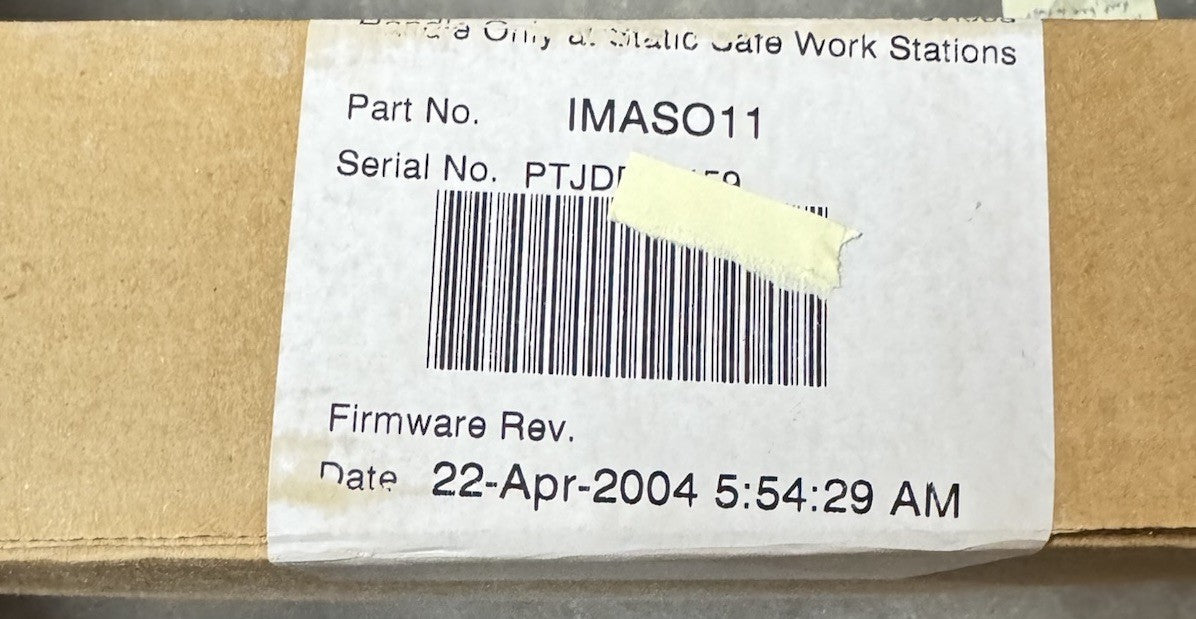 Handle Only at Static Safe Work Stations
Part No. IMASO11
Serial No.
Firmware Rev.
Date 22-Apr-2004 5:54:29 AM